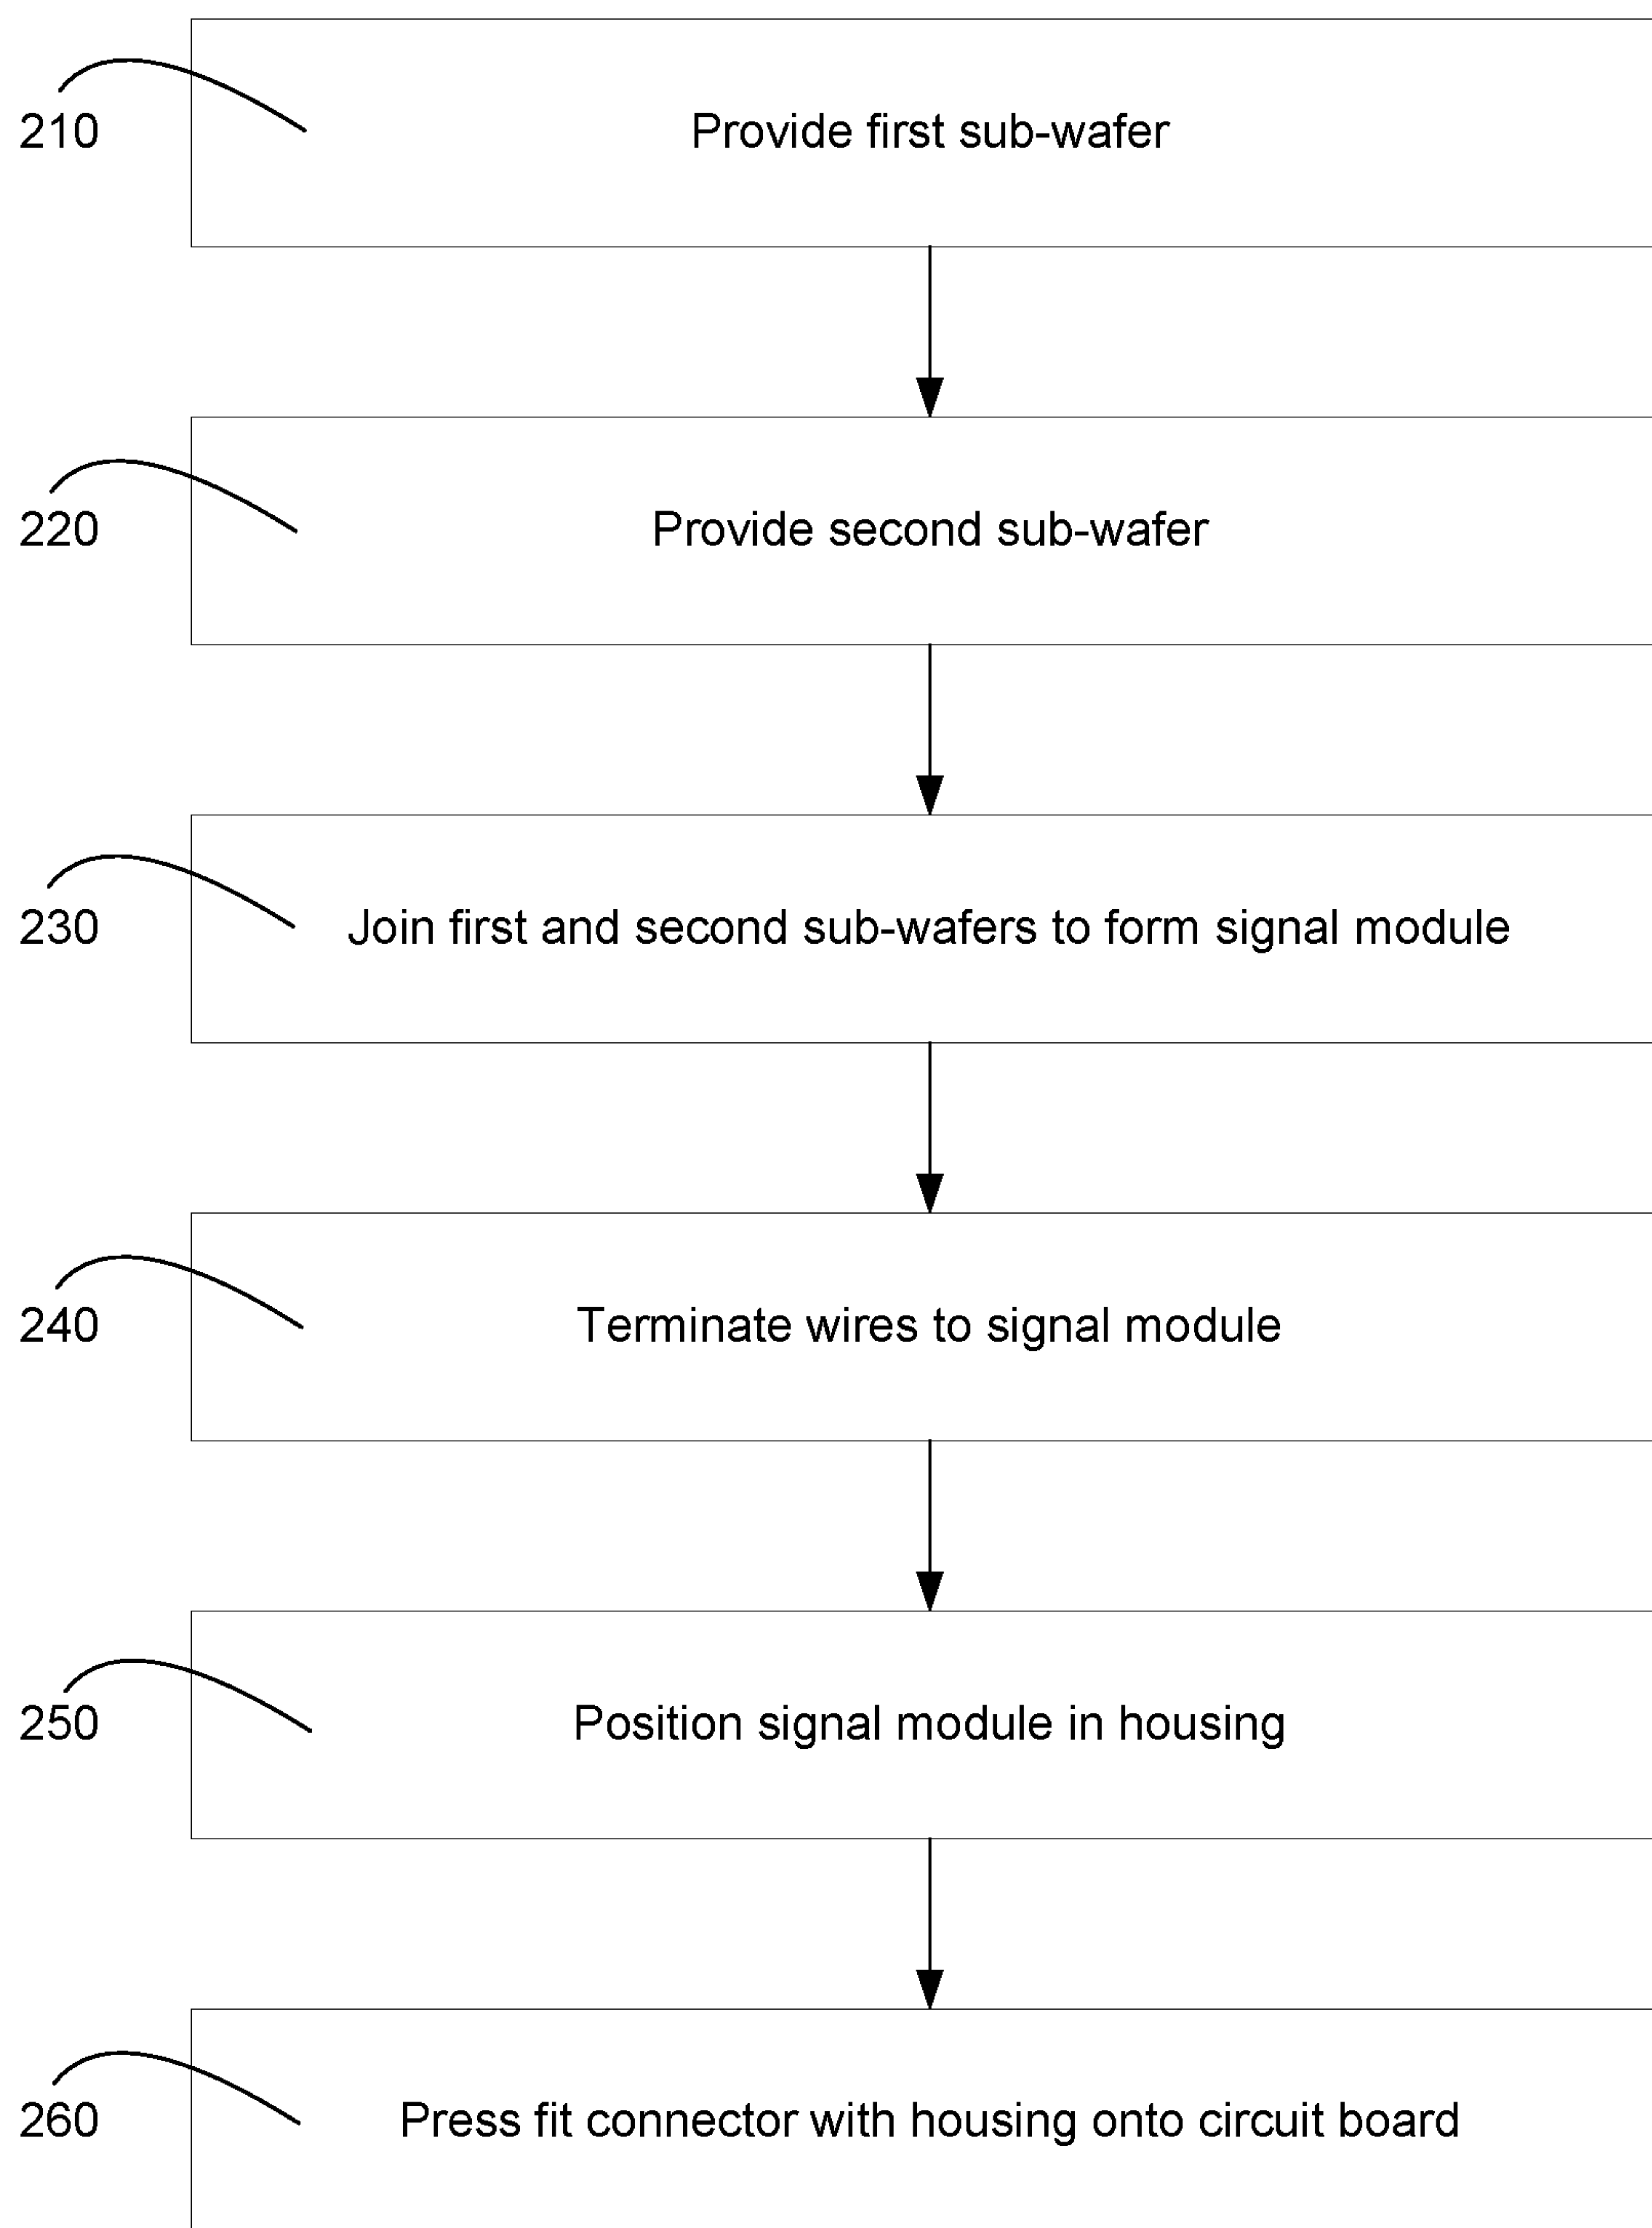 210
Provide first sub-wafer
220
Provide second sub-wafer
230
Join first and second sub-wafers to form signal module
240
Terminate wires to signal module
250
Position signal module in housing
260
Press fit connector with housing onto circuit board